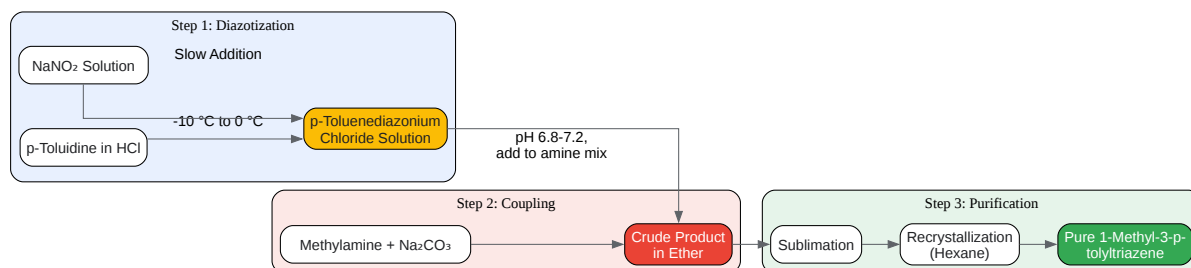 Step 1: Diazotization
Slow Addition
NaNO₂ Solution
-10 °C to 0 °C
p-Toluidine in HCl
p-Toluenediazonium
Chloride Solution
pH 6.8-7.2,
add to amine mix
Step 2: Coupling
Methylamine + Na₂CO₃
Crude Product
in Ether
Step 3: Purification
Sublimation
Recrystallization
(Hexane)
Pure 1-Methyl-3-p-
tolyltriazene